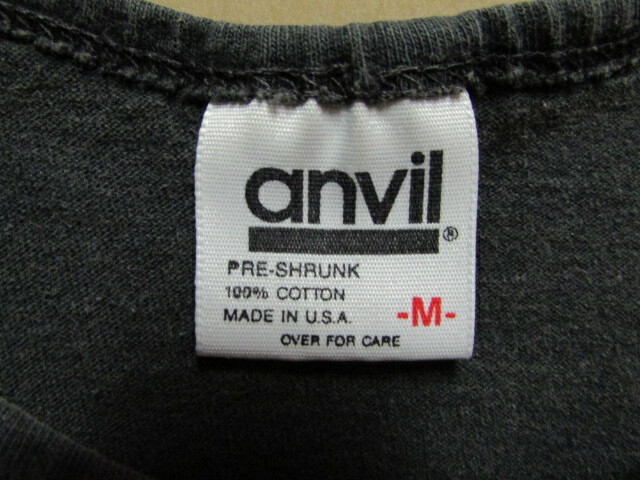 anvil®
PRE-SHRUNK
100% COTTON
MADE IN U.S.A. -M-
OVER FOR CARE